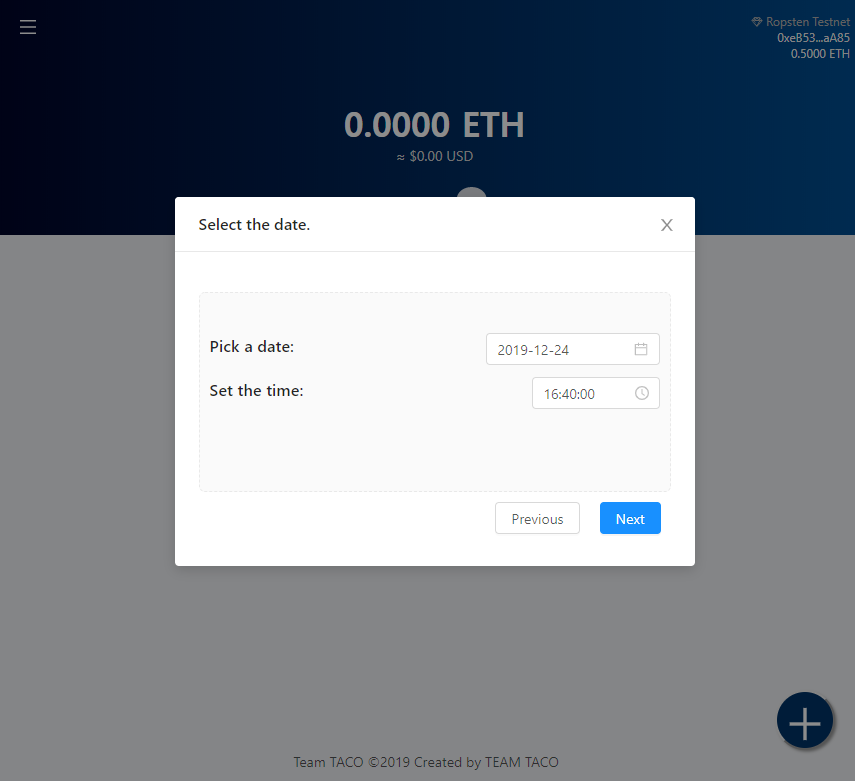 Ropsten Testnet
0xeB53...aA85
0.5000 ETH
0.0000 ETH
≈ $0.00 USD
Select the date.
Pick a date:
2019-12-24
Set the time:
16:40:00
Previous
Next
Team TACO ©2019 Created by TEAM TACO